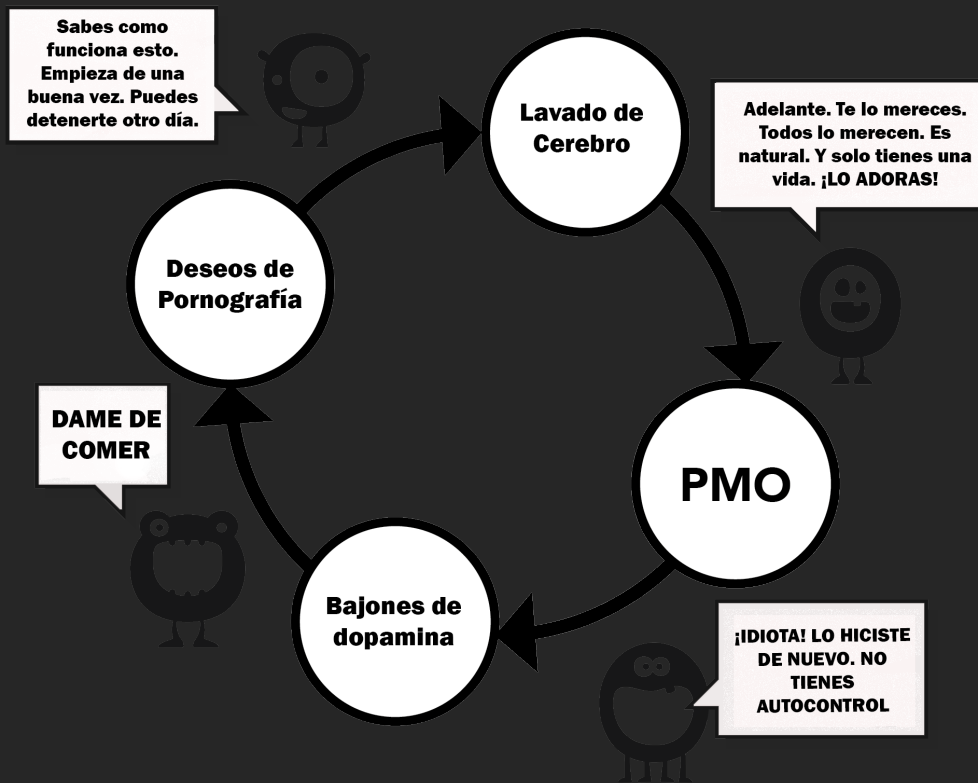 Sabes como
funciona esto.
Empieza de una
buena vez. Puedes
detenerte otro día.
Lavado de
Cerebro
Adelante. Te lo mereces.
Todos lo merecen. Es
natural. Y solo tienes una
vida. ¡LO ADORAS!
Deseos de
Pornografía
DAME DE
COMER
PMO
Bajones de
dopamina
¡IDIOTA! LO HICISTE
DE NUEVO. NO
TIENES
AUTOCONTROL